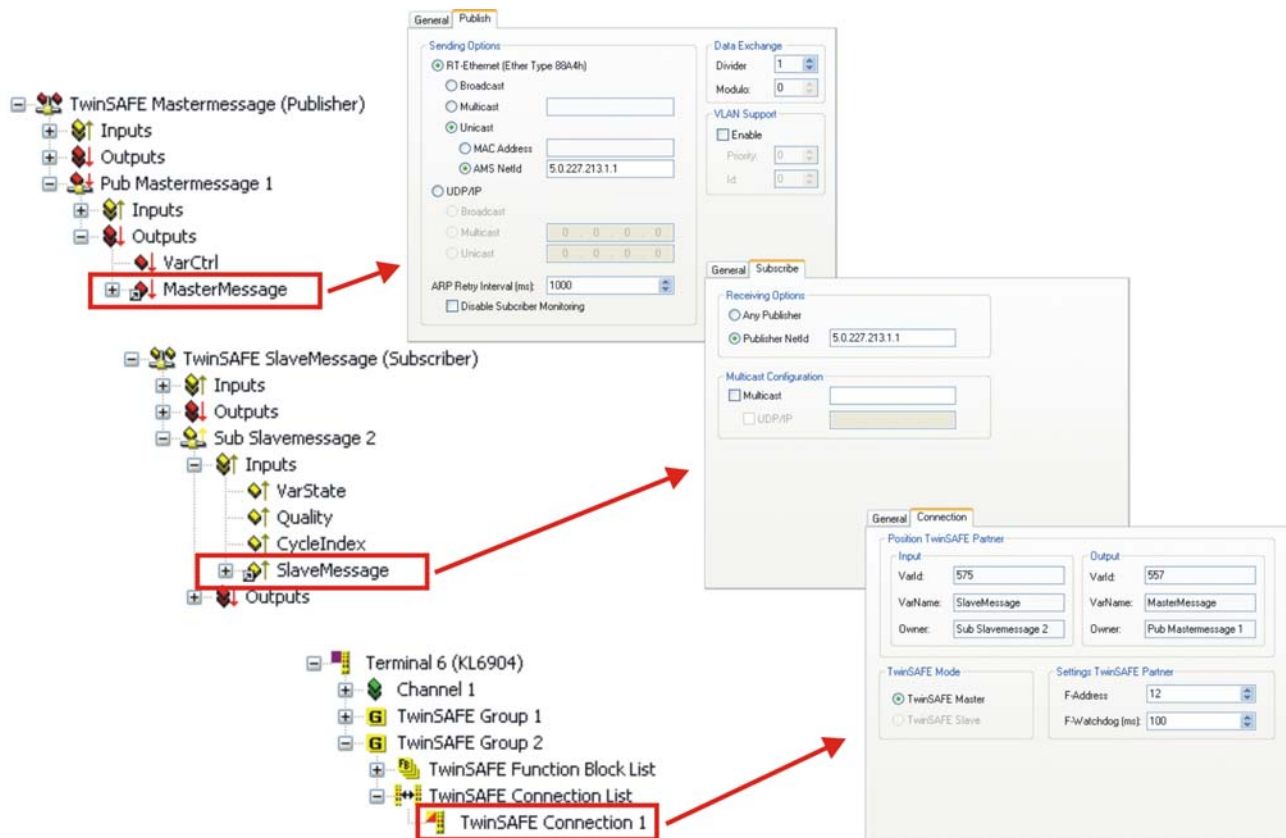 General Publish
Sending Options
RT-Ethernet (Ether Type 88A4h)
Broadcast
Multicast
Unicast
MAC Address
AMS NetId 5.0.227.213.1.1
UDP/IP
Broadcast
Multicast 0 . 0 . 0 . 0
Unicast 0 . 0 . 0 . 0
ARP Retry Interval (ms): 1000
Disable Subcriber Monitoring
Data Exchange
Divider 1
Modulo: 0
VLAN Support
Enable
Priority: 0
Id: 0
TwinSAFE Mastermessage (Publisher)
Inputs
Outputs
Pub Mastermessage 1
Inputs
Outputs
VarCtrl
MasterMessage
General Subscribe
Receiving Options
Any Publisher
Publisher NetId 5.0.227.213.1.1
Multicast Configuration
Multicast
UDP/IP
TwinSAFE SlaveMessage (Subscriber)
Inputs
Outputs
Sub Slavemessage 2
Inputs
VarState
Quality
CycleIndex
SlaveMessage
Outputs
General Connection
Position TwinSAFE Partner
Input
VarId: 575
VarName: SlaveMessage
Owner: Sub Slavemessage 2
Output
VarId: 557
VarName: MasterMessage
Owner: Pub Mastermessage 1
TwinSAFE Mode
TwinSAFE Master
TwinSAFE Slave
Settings TwinSAFE Partner
F-Address 12
F-Watchdog (ms): 100
Terminal 6 (KL6904)
Channel 1
G TwinSAFE Group 1
G TwinSAFE Group 2
FB TwinSAFE Function Block List
TwinSAFE Connection List
TwinSAFE Connection 1